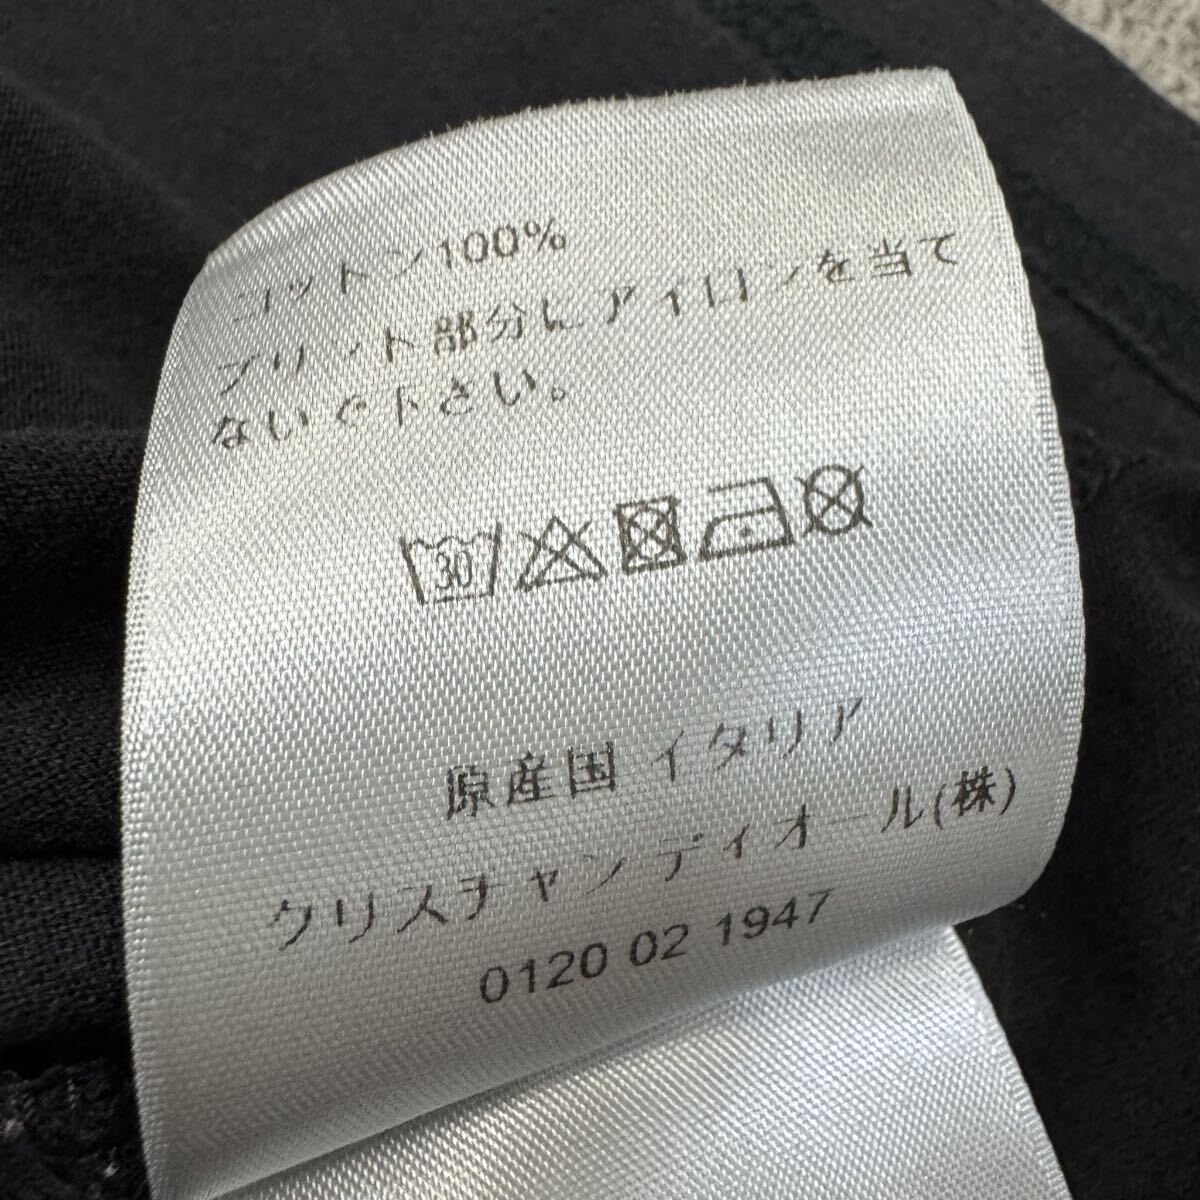 コットン100%
プリント部分にアイロンを当て
ないで下さい。
30
原産国 イタリア
クリスチャンディオール(株)
0120 02 1947